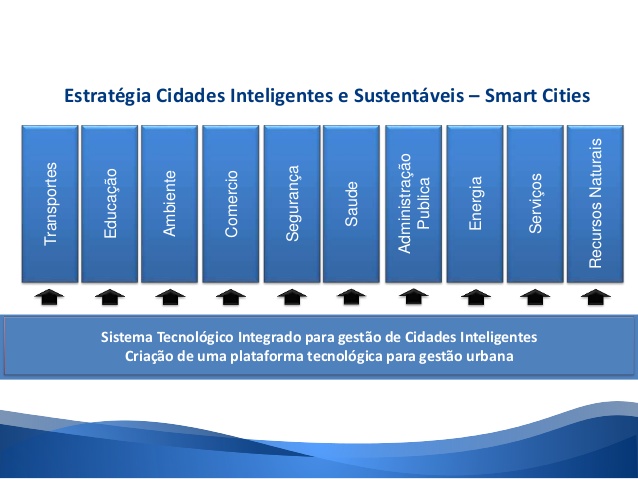 Estratégia Cidades Inteligentes e Sustentáveis – Smart Cities
Transportes
Educação
Ambiente
Comercio
Segurança
Saude
Administração
Publica
Energia
Serviços
Recursos Naturais
Sistema Tecnológico Integrado para gestão de Cidades Inteligentes
Criação de uma plataforma tecnológica para gestão urbana